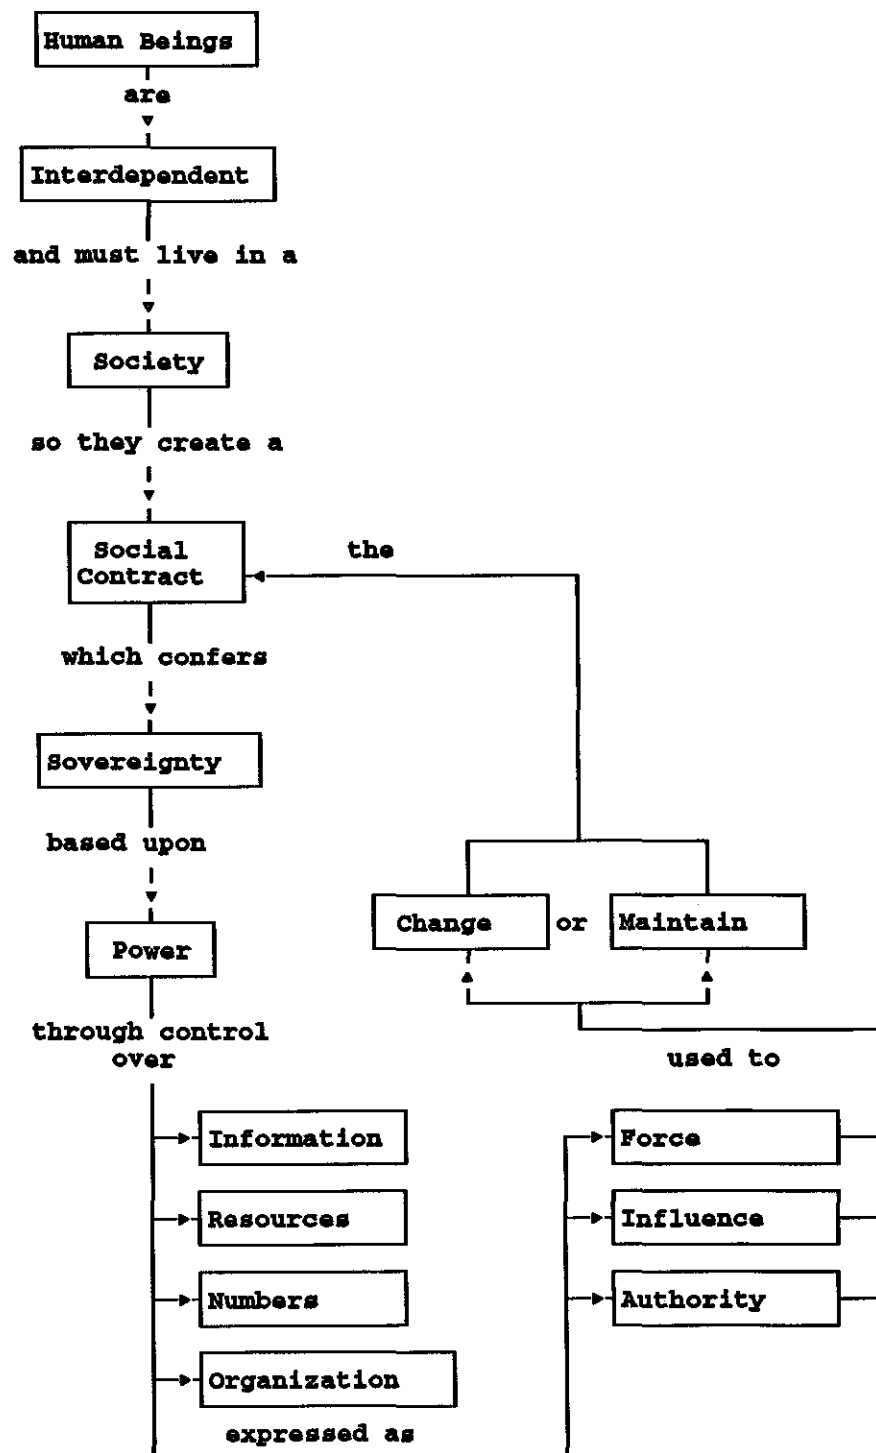 Human Beings
are
Interdependent
and must live in a
Society
so they create a
Social
Contract
the
which confers
Sovereignty
based upon
Change or Maintain
Power
through control
over
used to
Information
Force
Resources
Influence
Numbers
Authority
Organization
expressed as